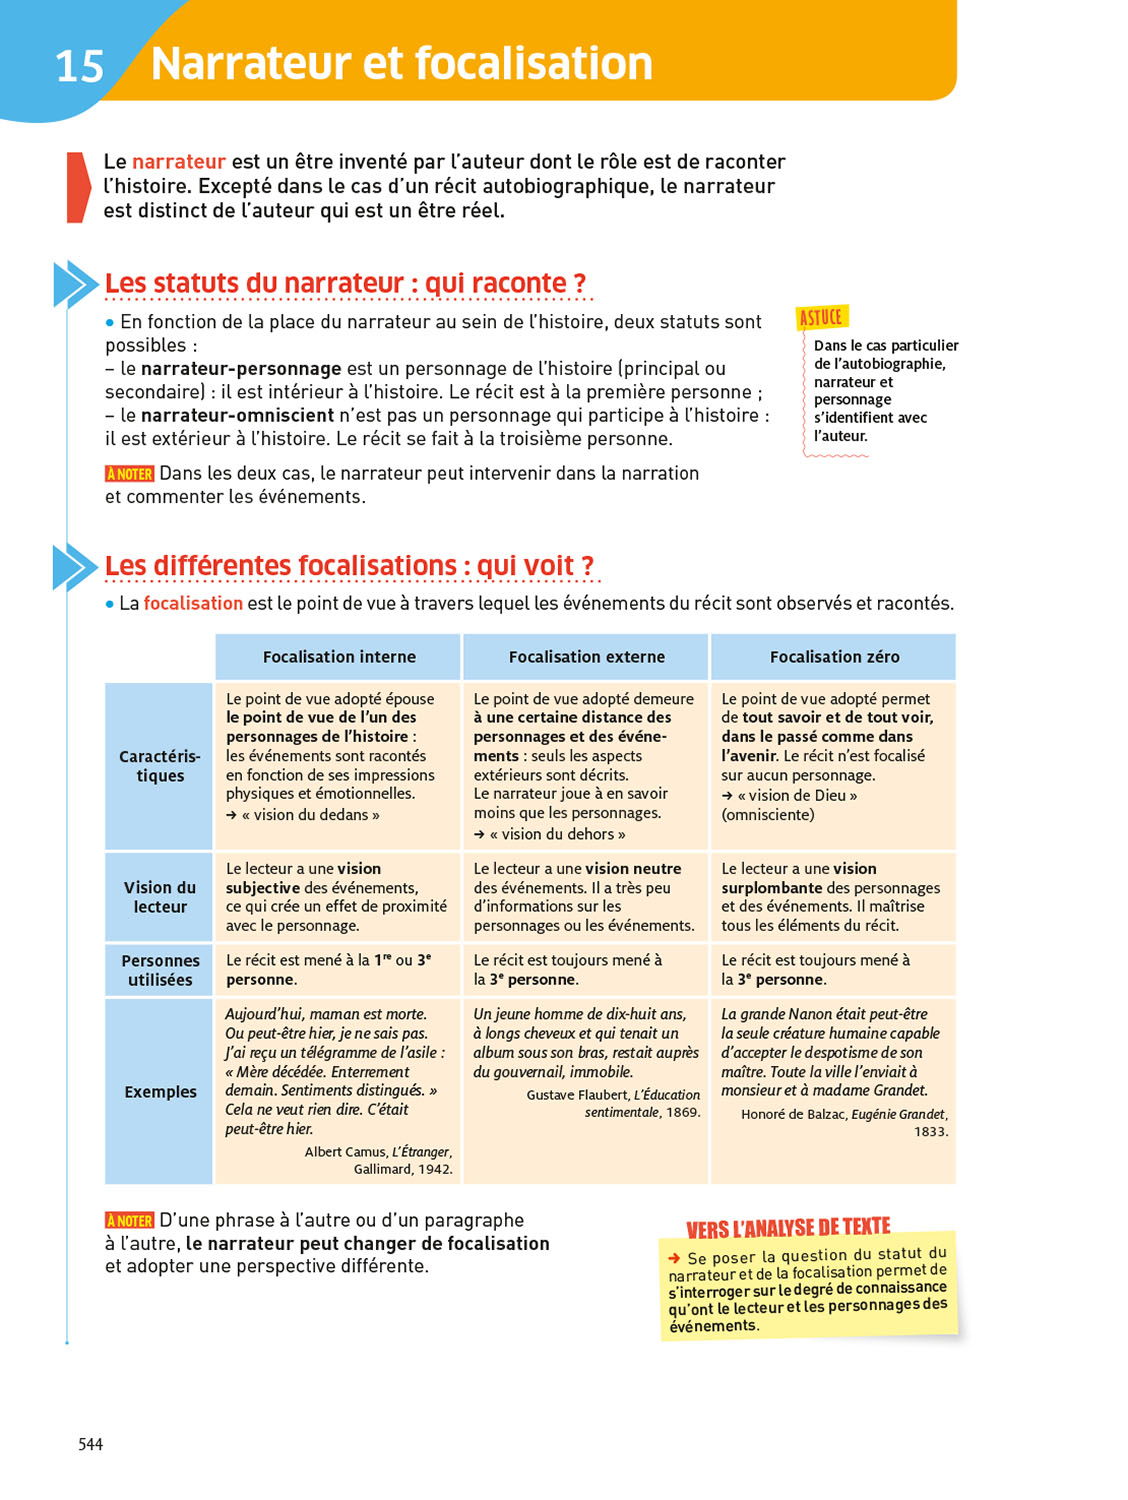 15
Narrateur et focalisation
Le narrateur est un être inventé par l’auteur dont le rôle est de raconter
l’histoire. Excepté dans le cas d’un récit autobiographique, le narrateur
est distinct de l’auteur qui est un être réel.
Les statuts du narrateur : qui raconte ?
• En fonction de la place du narrateur au sein de l’histoire, deux statuts sont
possibles :
– le narrateur-personnage est un personnage de l’histoire (principal ou
secondaire) : il est intérieur à l’histoire. Le récit est à la première personne ;
– le narrateur-omniscient n’est pas un personnage qui participe à l’histoire :
il est extérieur à l’histoire. Le récit se fait à la troisième personne.
À NOTER Dans les deux cas, le narrateur peut intervenir dans la narration
et commenter les événements.
ASTUCE
Dans le cas particulier
de l’autobiographie,
narrateur et
personnage
s’identifient avec
l’auteur.
Les différentes focalisations : qui voit ?
• La focalisation est le point de vue à travers lequel les événements du récit sont observés et racontés.
Focalisation interne
Focalisation externe
Focalisation zéro
Caractéris-
tiques
Le point de vue adopté épouse
le point de vue de l’un des
personnages de l’histoire :
les événements sont racontés
en fonction de ses impressions
physiques et émotionnelles.
→ « vision du dedans »
Le point de vue adopté demeure
à une certaine distance des
personnages et des événe-
ments : seuls les aspects
extérieurs sont décrits.
Le narrateur joue à en savoir
moins que les personnages.
→ « vision du dehors »
Le point de vue adopté permet
de tout savoir et de tout voir,
dans le passé comme dans
l’avenir. Le récit n’est focalisé
sur aucun personnage.
→ « vision de Dieu »
(omnisciente)
Vision du
lecteur
Le lecteur a une vision
subjective des événements,
ce qui crée un effet de proximité
avec le personnage.
Le lecteur a une vision neutre
des événements. Il a très peu
d’informations sur les
personnages ou les événements.
Le lecteur a une vision
surplombante des personnages
et des événements. Il maîtrise
tous les éléments du récit.
Personnes
utilisées
Le récit est mené à la 1re ou 3e
personne.
Le récit est toujours mené à
la 3e personne.
Le récit est toujours mené à
la 3e personne.
Exemples
Aujourd’hui, maman est morte.
Ou peut-être hier, je ne sais pas.
J’ai reçu un télégramme de l’asile :
« Mère décédée. Enterrement
demain. Sentiments distingués. »
Cela ne veut rien dire. C’était
peut-être hier.
Albert Camus, L’Étranger,
Gallimard, 1942.
Un jeune homme de dix-huit ans,
à longs cheveux et qui tenait un
album sous son bras, restait auprès
du gouvernail, immobile.
Gustave Flaubert, L’Éducation
sentimentale, 1869.
La grande Nanon était peut-être
la seule créature humaine capable
d’accepter le despotisme de son
maître. Toute la ville l’enviait à
monsieur et à madame Grandet.
Honoré de Balzac, Eugénie Grandet,
1833.
À NOTER D’une phrase à l’autre ou d’un paragraphe
à l’autre, le narrateur peut changer de focalisation
et adopter une perspective différente.
VERS L’ANALYSE DE TEXTE
→ Se poser la question du statut du
narrateur et de la focalisation permet de
s’interroger sur le degré de connaissance
qu’ont le lecteur et les personnages des
événements.
544